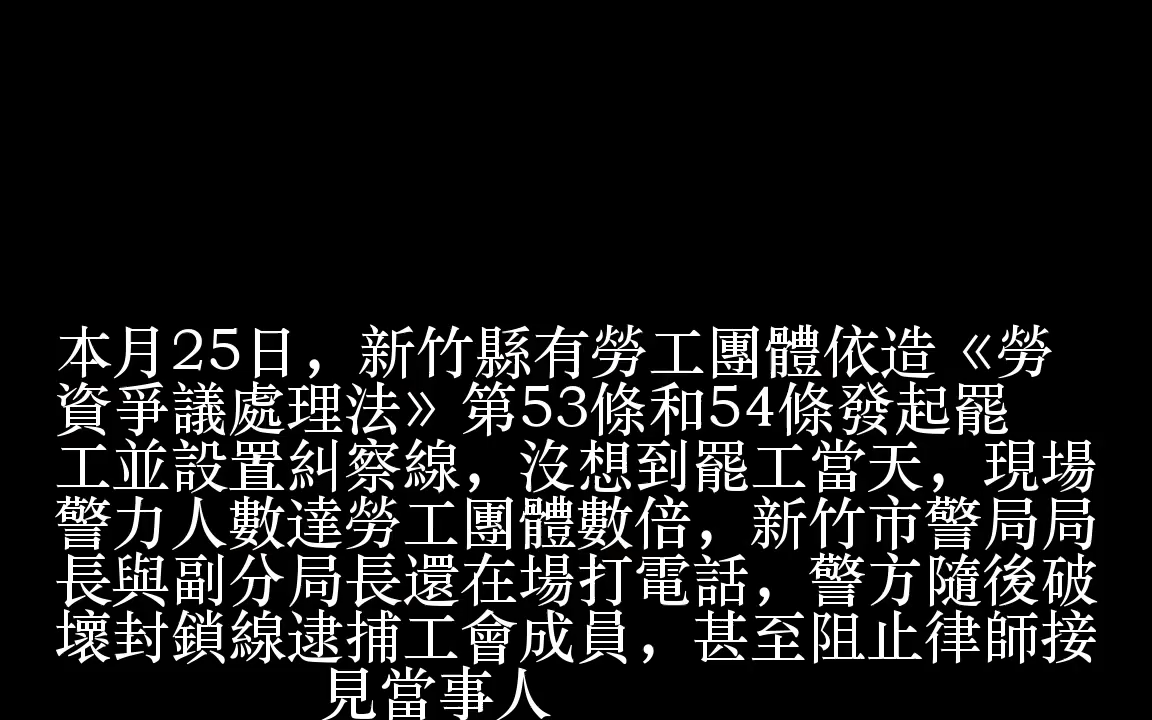 本月25日，新竹縣有勞工團體依造《勞
資爭議處理法》第53條和54條發起罷
工並設置糾察線，沒想到罷工當天，現場
警力人數達勞工團體數倍，新竹市警局局
長與副分局長還在場打電話，警方隨後破
壞封鎖線逮捕工會成員，甚至阻止律師接
見當事人